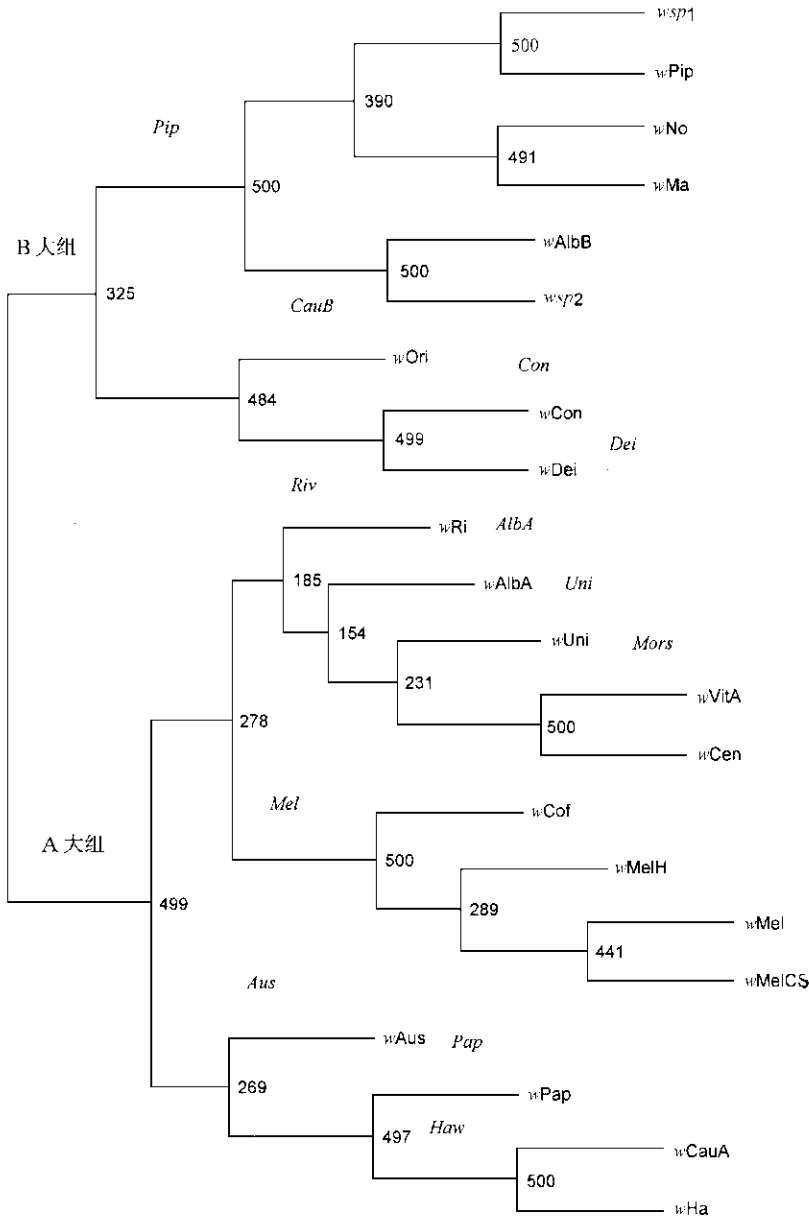 wsp1
500
wPip
390
Pip
wNo
491
500
wMa
B 大组
wAlbB
500
325
CauB
wsp2
wOri
Con
484
wCon
499
Dei
wDei
Riv
wRi AlbA
185
wAlbA Uni
154
wUni Mors
231
wVitA
278
500
wCen
Mel
wCof
A 大组
500
wMelH
499
289
wMel
441
Aus
wMelCS
wAus Pap
269
wPap
497
Haw
wCauA
500
wHa